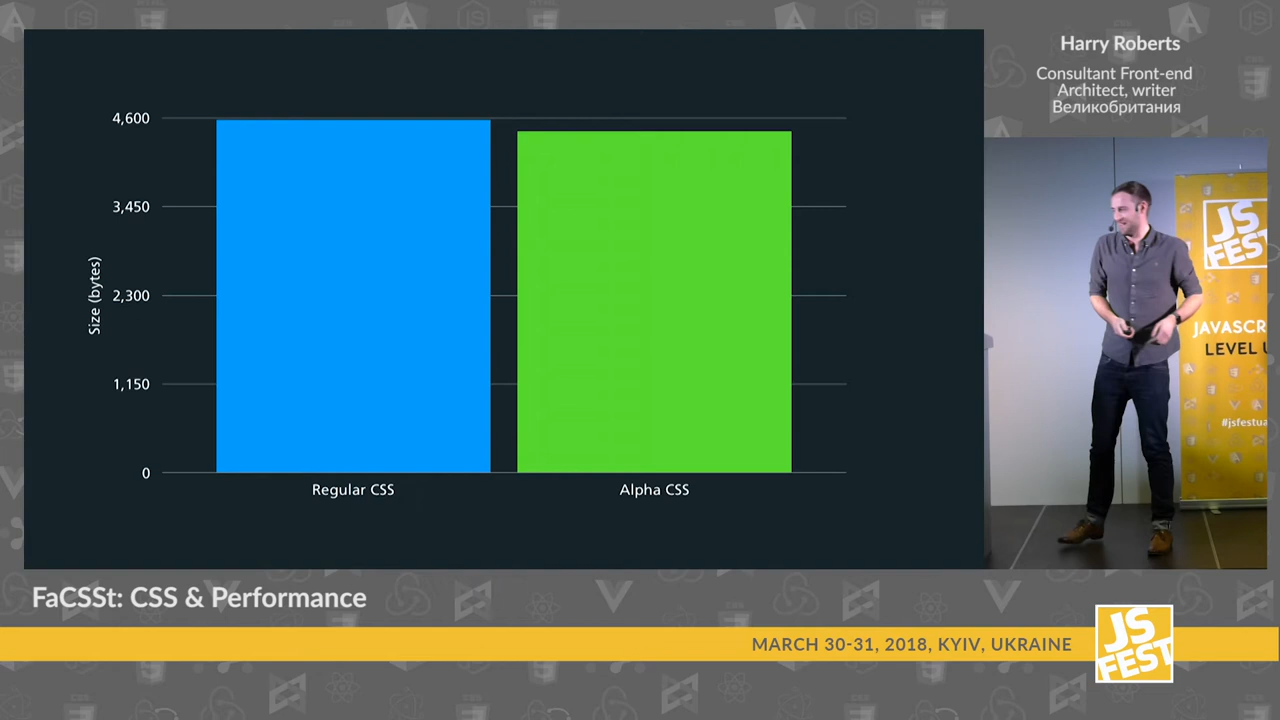 Harry Roberts
Consultant Front-end
Architect, writer
Великобритания
4,600
3,450
2,300
1,150
0
Size (bytes)
Regular CSS
Alpha CSS
JS
FEST
JAVASCR
LEVEL U
#jsfestua
FaCSSt: CSS & Performance
MARCH 30-31, 2018, KYIV, UKRAINE
JS
FEST